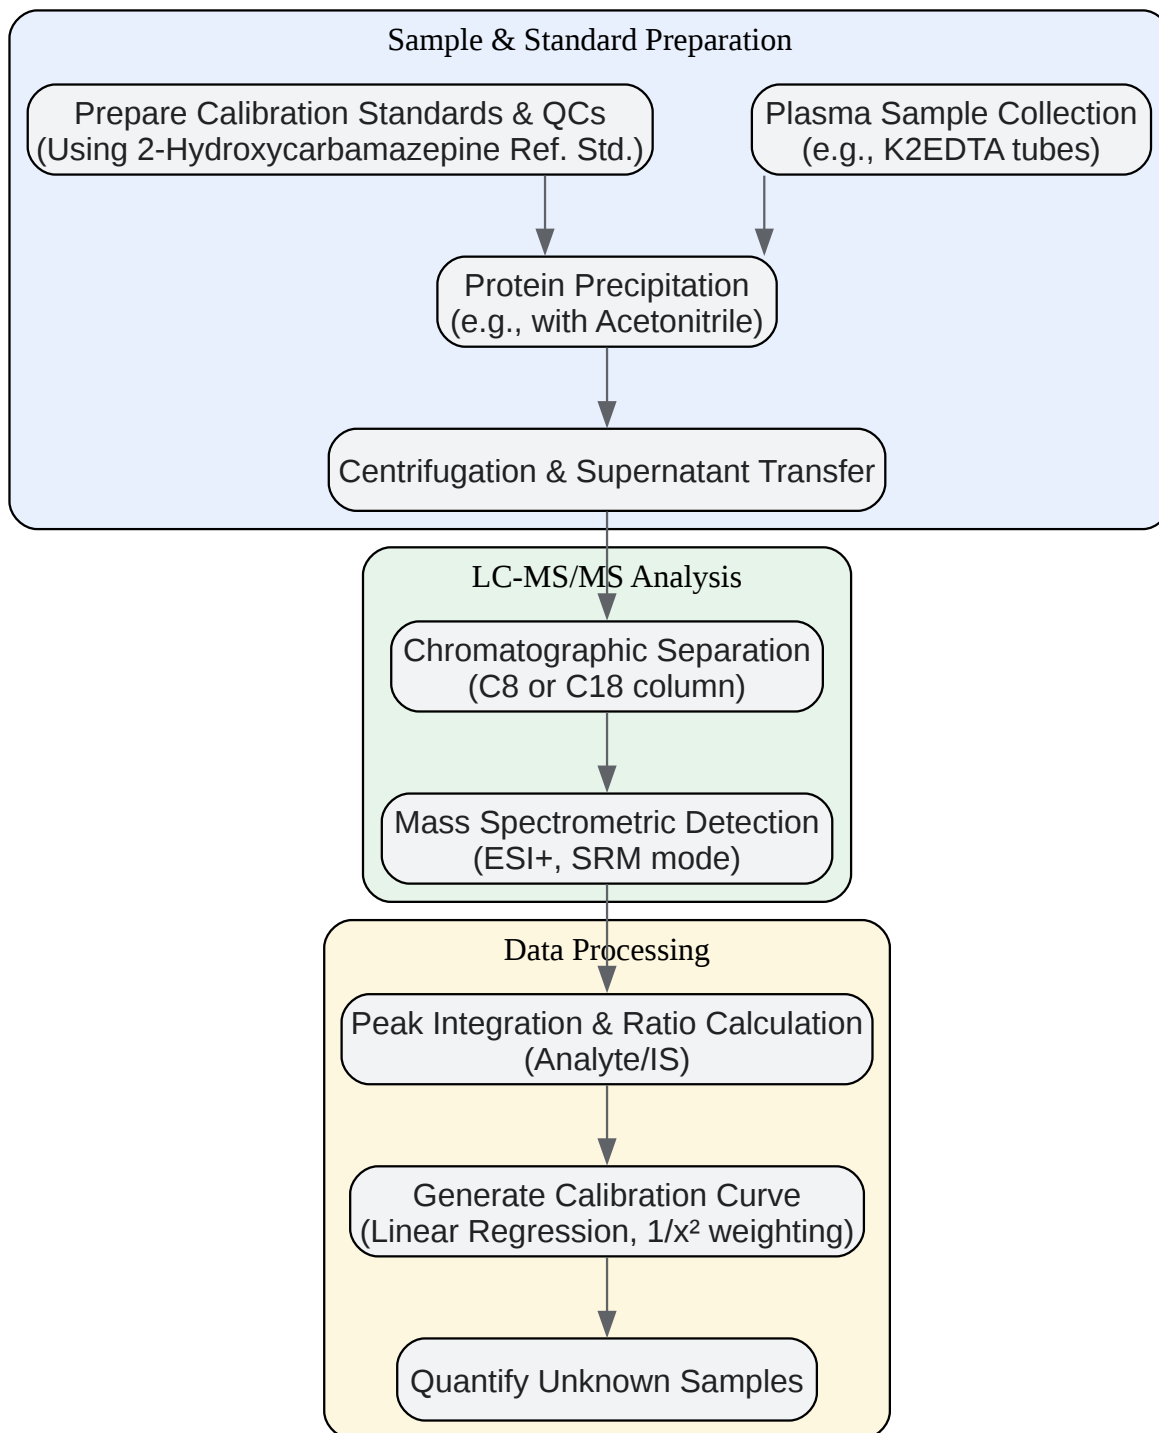 Sample & Standard Preparation
Prepare Calibration Standards & QCs
(Using 2-Hydroxycarbamazepine Ref. Std.)
Plasma Sample Collection
(e.g., K2EDTA tubes)
Protein Precipitation
(e.g., with Acetonitrile)
Centrifugation & Supernatant Transfer
LC-MS/MS Analysis
Chromatographic Separation
(C8 or C18 column)
Mass Spectrometric Detection
(ESI+, SRM mode)
Data Processing
Peak Integration & Ratio Calculation
(Analyte/IS)
Generate Calibration Curve
(Linear Regression, 1/x² weighting)
Quantify Unknown Samples